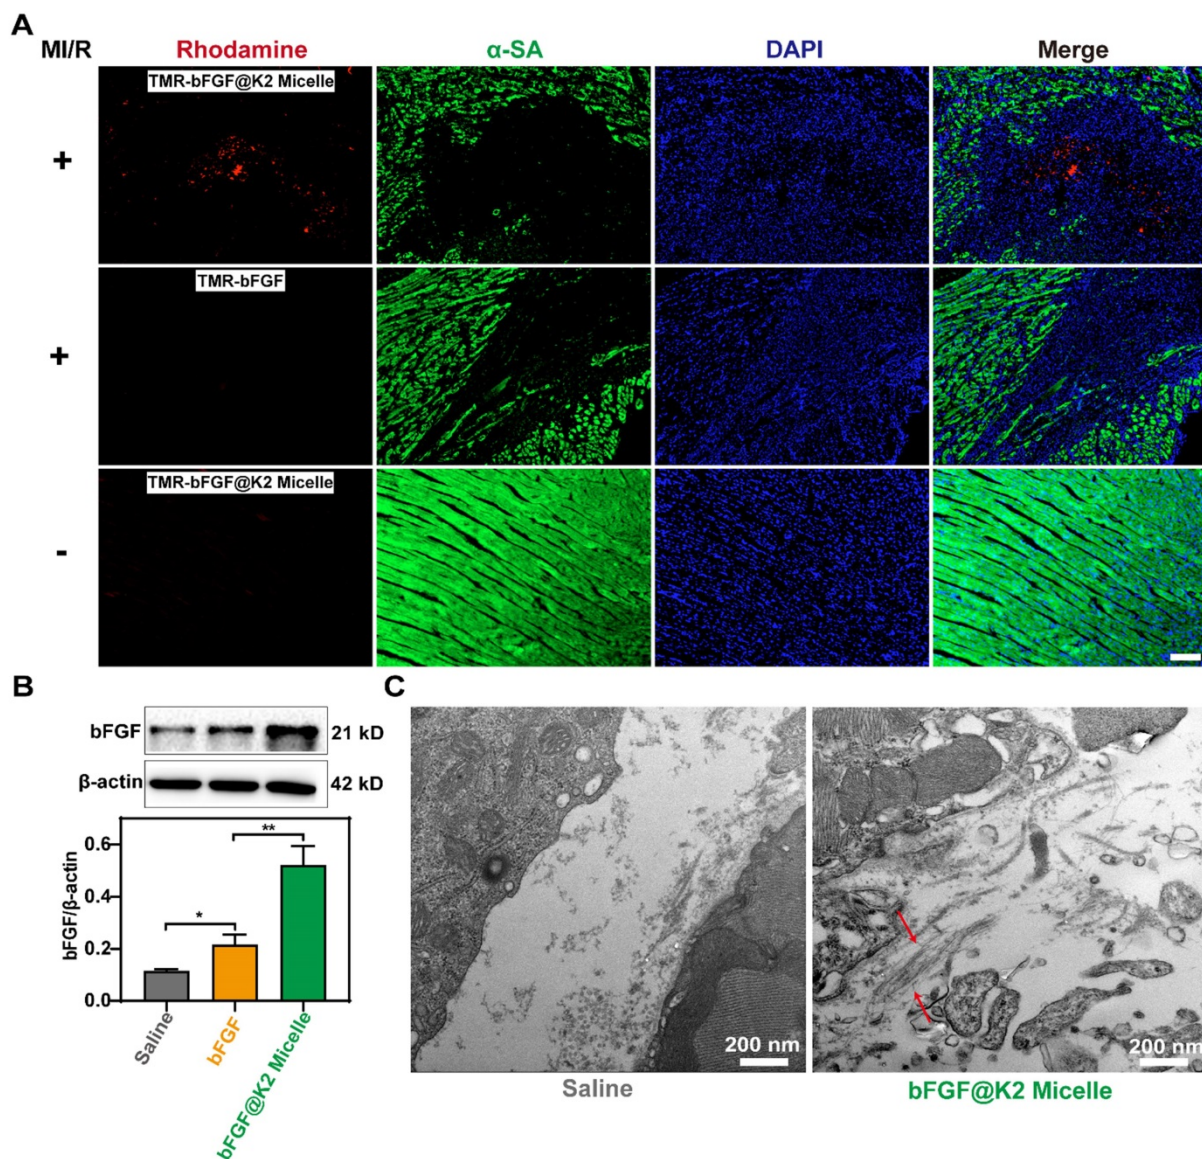 A
MI/R Rhodamine α-SA DAPI Merge
TMR-bFGF@K2 Micelle
+
TMR-bFGF
+
TMR-bFGF@K2 Micelle
-
B
bFGF 21 kD
β-actin 42 kD
bFGF/β-actin
0.6
0.4
0.2
0.0
*
**
Saline
bFGF
bFGF@K2 Micelle
C
200 nm
200 nm
Saline
bFGF@K2 Micelle